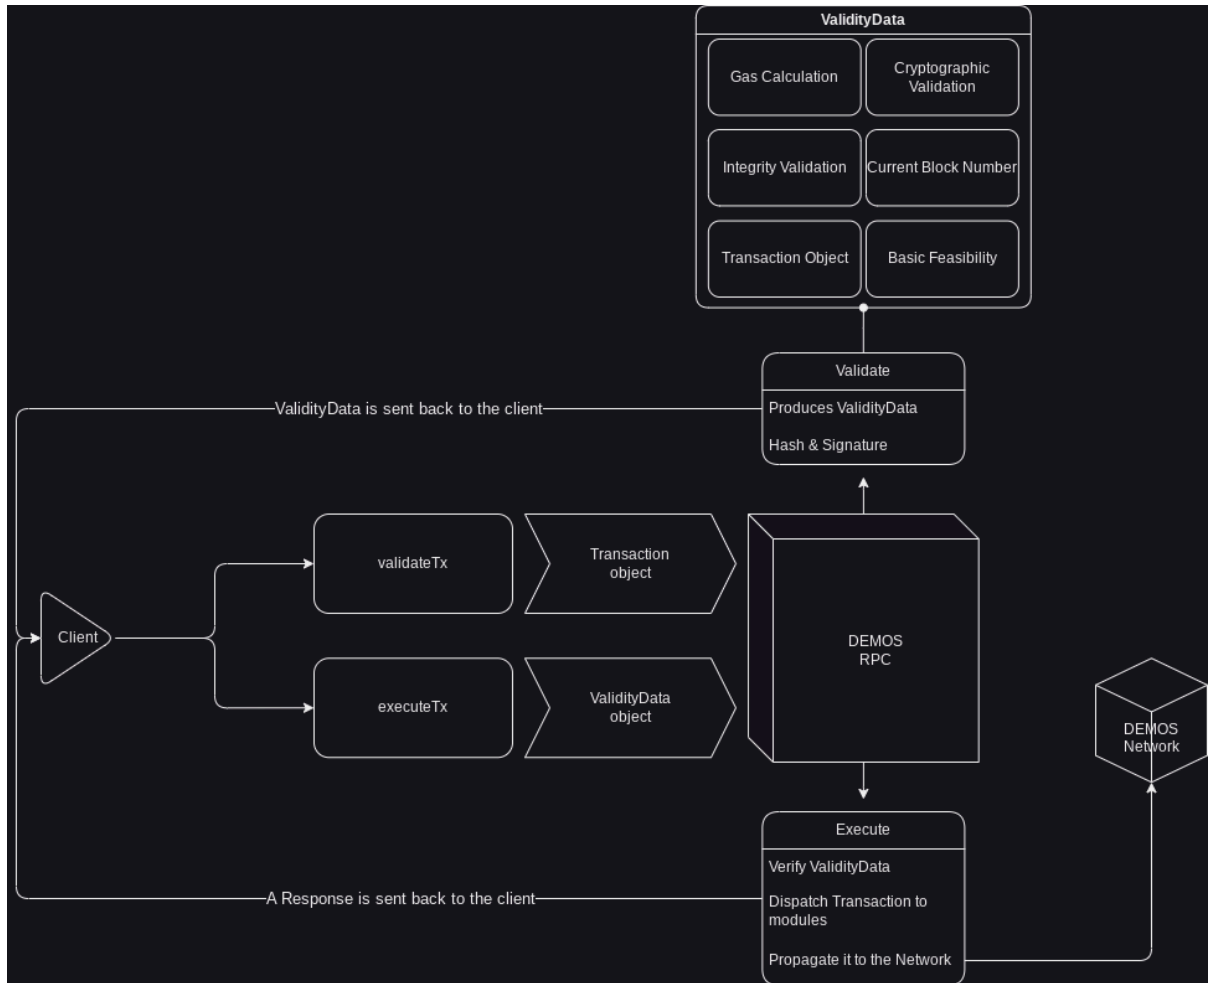 ValidityData
Gas Calculation
Cryptographic
Validation
Integrity Validation
Current Block Number
Transaction Object
Basic Feasibility
Validate
Produces ValidityData
Hash & Signature
ValidityData is sent back to the client
validateTx
Transaction
object
Client
DEMOS
RPC
executeTx
ValidityData
object
DEMOS
Network
Execute
Verify ValidityData
Dispatch Transaction to
modules
Propagate it to the Network
A Response is sent back to the client